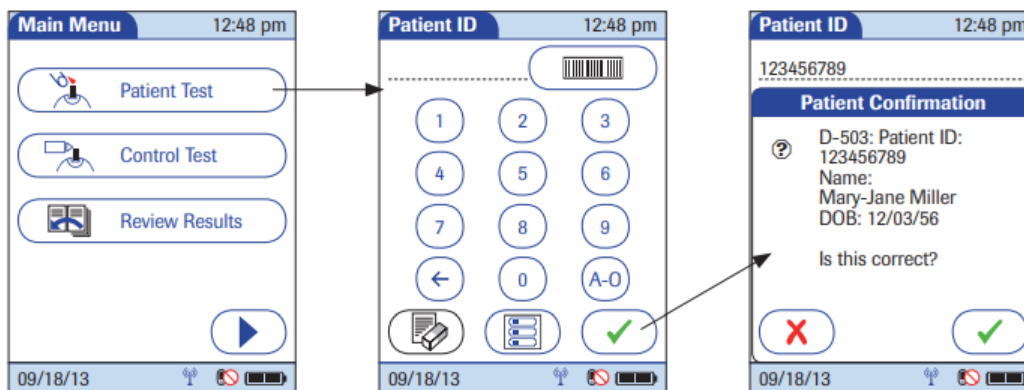 Main Menu 12:48 pm
Patient Test
Control Test
Review Results
09/18/13
Patient ID 12:48 pm
1 2 3
4 5 6
7 8 9
0 A-O
09/18/13
Patient ID 12:48 pm
123456789
Patient Confirmation
D-503: Patient ID:
123456789
Name:
Mary-Jane Miller
DOB: 12/03/56
Is this correct?
09/18/13